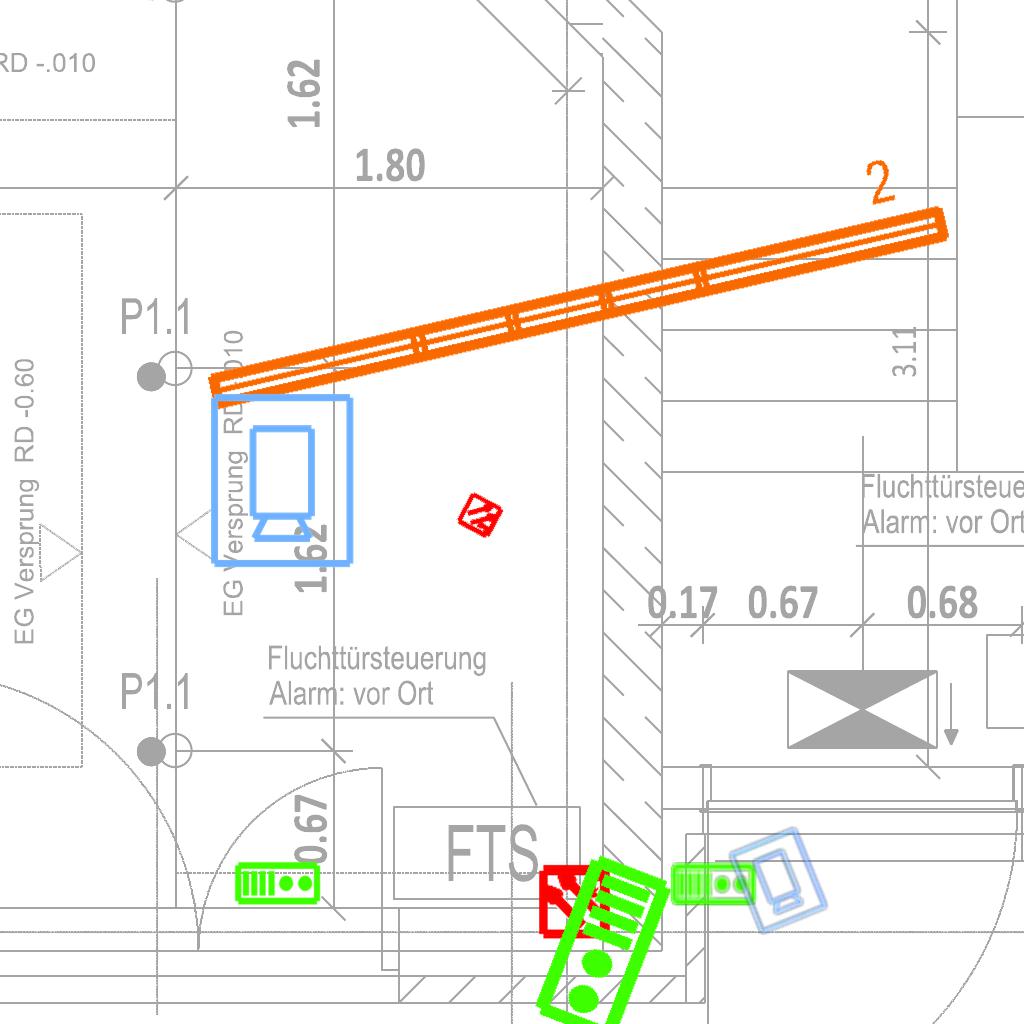 RD -.010
1.62
1.80
2
P1.1
3.11
EG Versprung RD -0.60
EG Versprung RD
010
1.62
Fluchttürsteue
Alarm: vor Ort
0.17
0.67
0.68
Fluchttürsteuerung
Alarm: vor Ort
P1.1
0.67
FTS